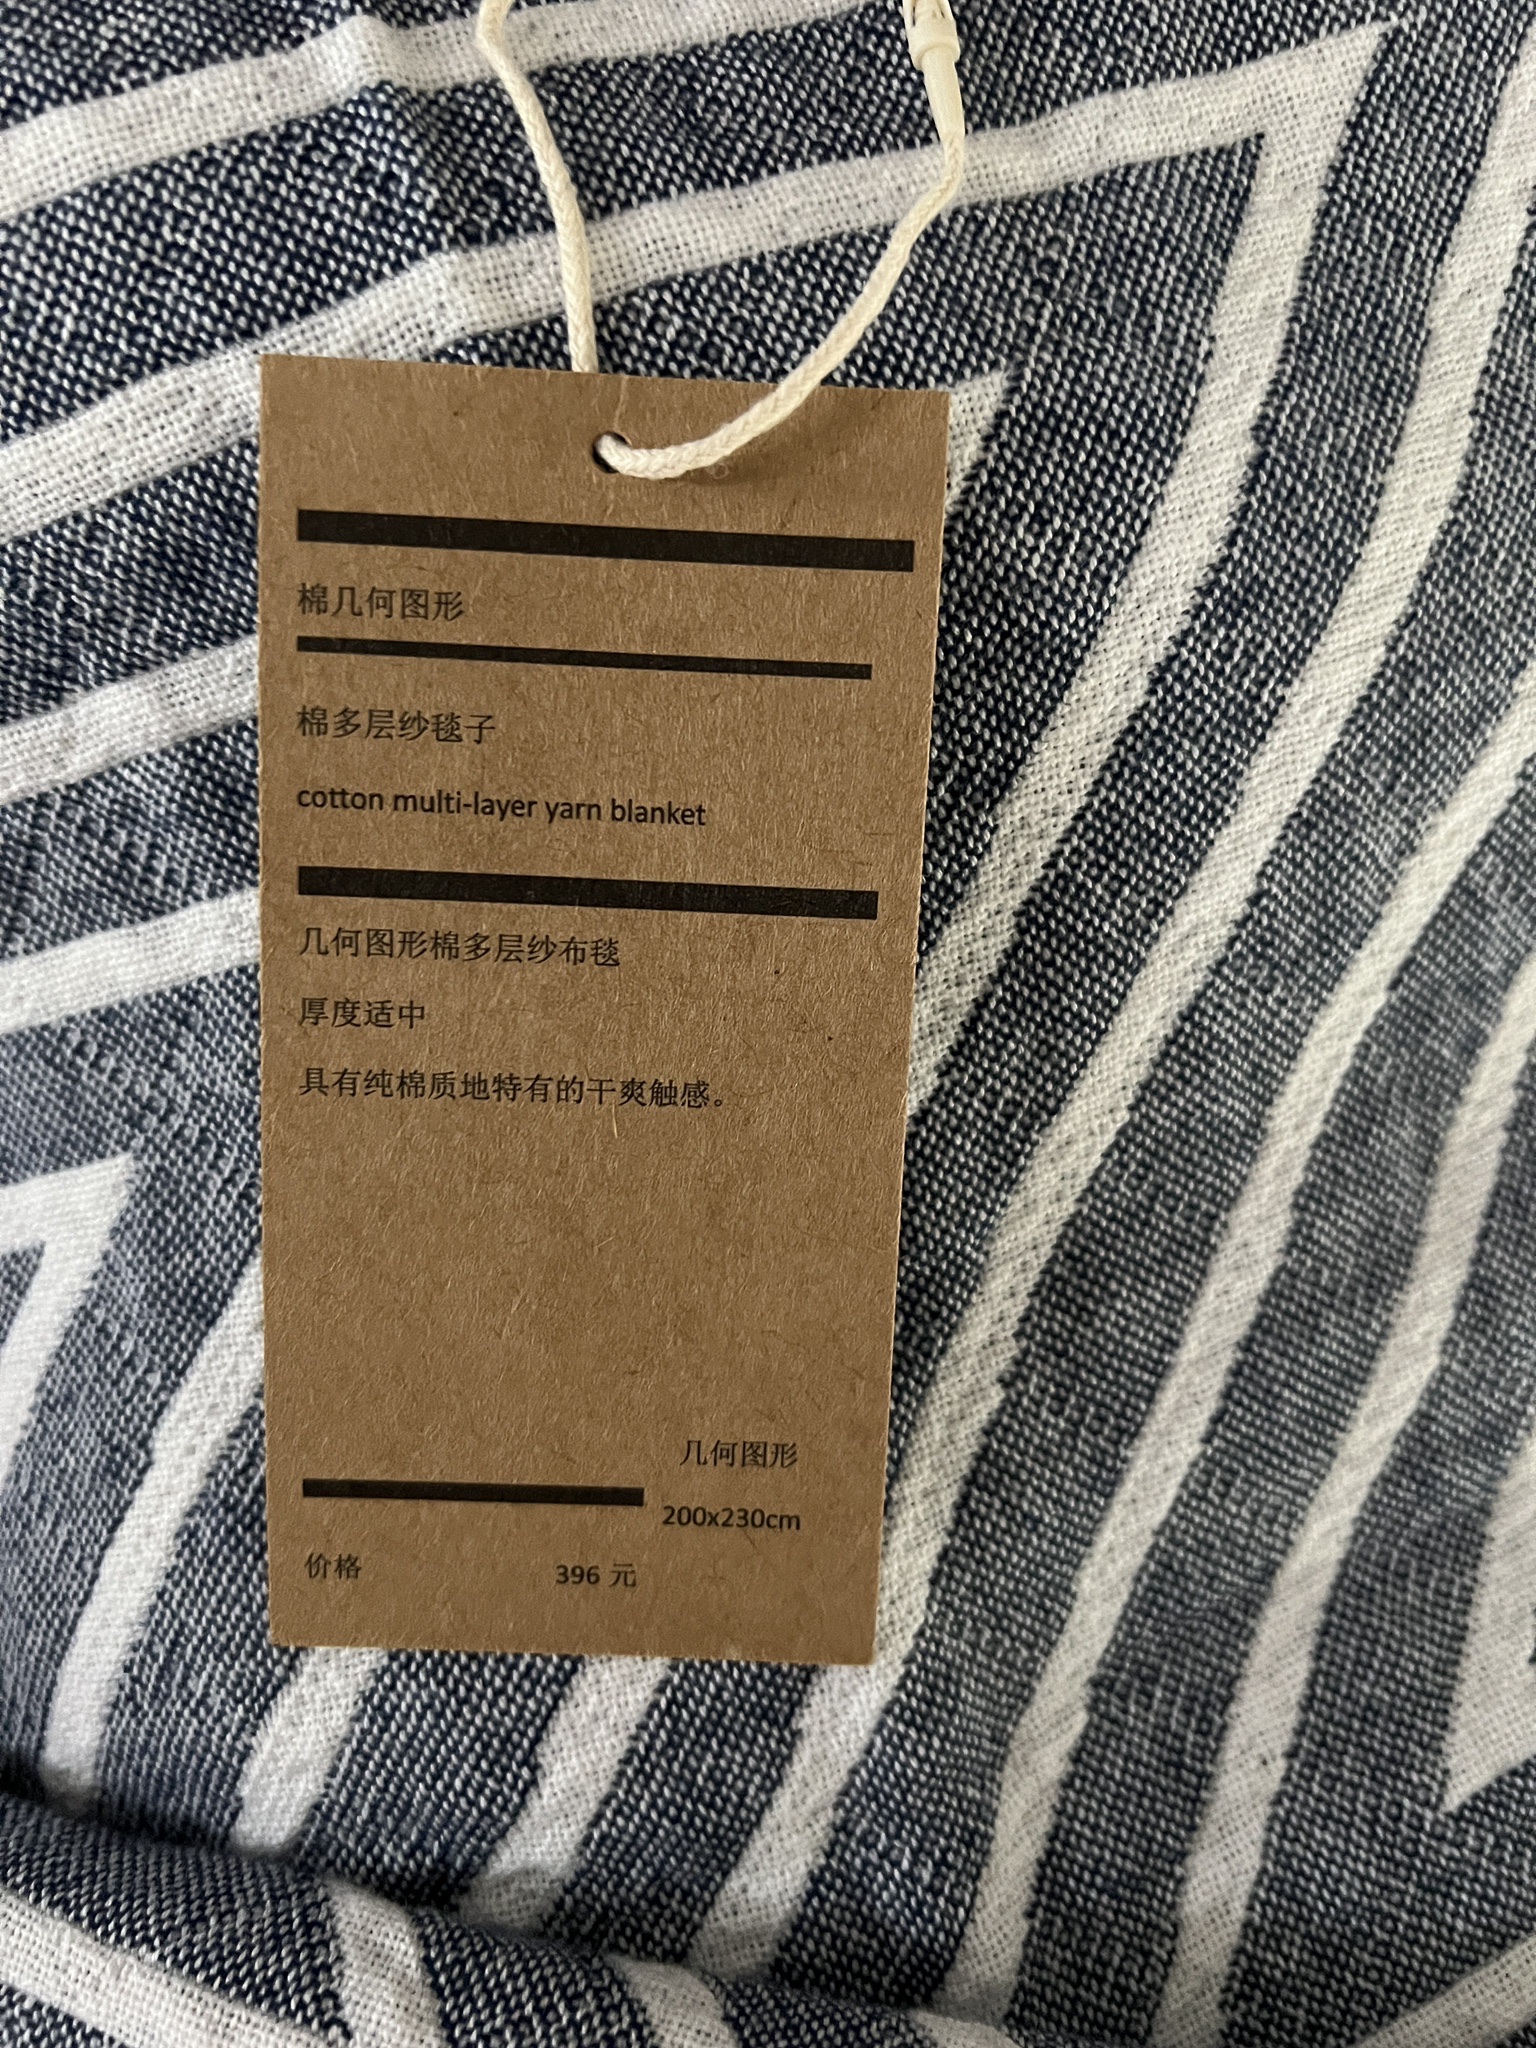 棉几何图形
棉多层纱毯子
cotton multi-layer yarn blanket
几何图形棉多层纱布毯
厚度适中
具有纯棉质地特有的干爽触感。
几何图形
200x230cm
价格 396 元